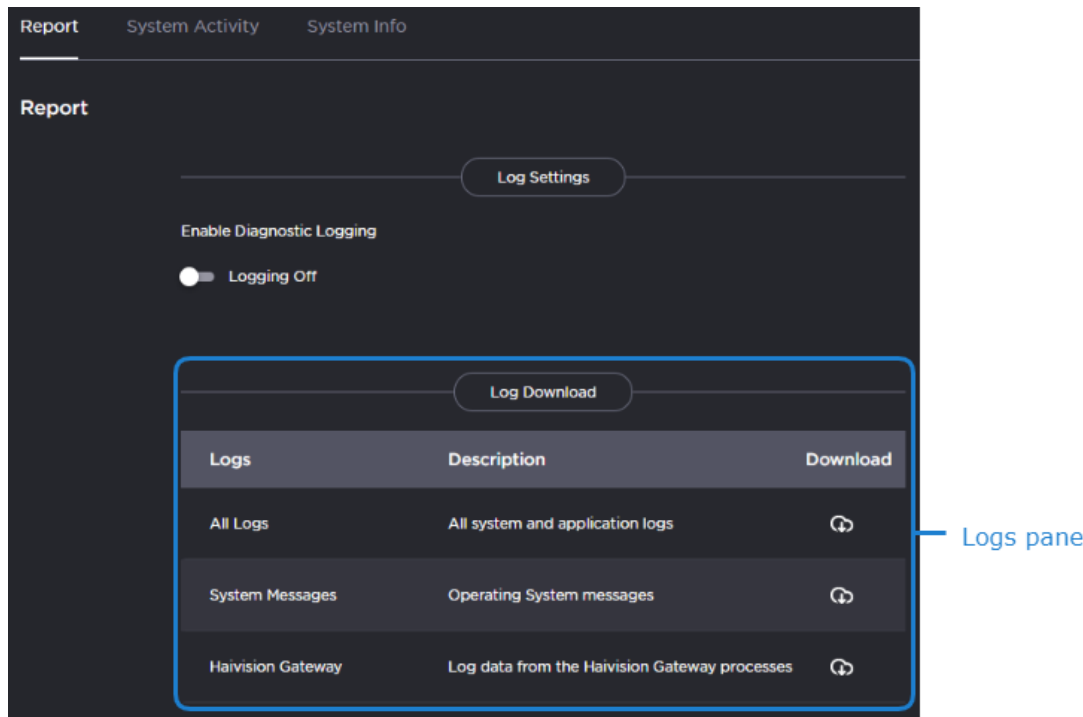 Report System Activity System Info
Report
Log Settings
Enable Diagnostic Logging
Logging Off
Log Download
Logs Description Download
All Logs All system and application logs
Logs pane
System Messages Operating System messages
Haivision Gateway Log data from the Haivision Gateway processes